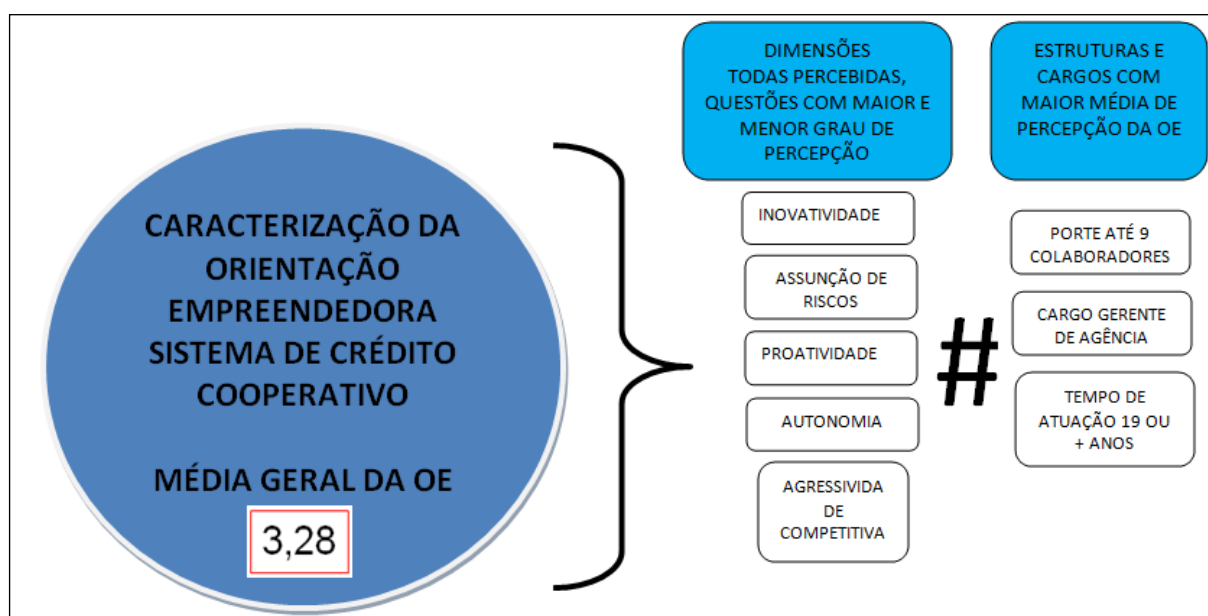 CARACTERIZAÇÃO DA
ORIENTAÇÃO
EMPREENDEDORA
SISTEMA DE CRÉDITO
COOPERATIVO
MÉDIA GERAL DA OE
3,28
DIMENSÕES
TODAS PERCEBIDAS,
QUESTÕES COM MAIOR E
MENOR GRAU DE
PERCEPÇÃO
INOVATIVIDADE
ASSUNÇÃO DE
RISCOS
PROATIVIDADE
AUTONOMIA
AGRESSIVIDA
DE
COMPETITIVA
#
ESTRUTURAS E
CARGOS COM
MAIOR MÉDIA DE
PERCEPÇÃO DA OE
PORTE ATÉ 9
COLABORADORES
CARGO GERENTE
DE AGÊNCIA
TEMPO DE
ATUAÇÃO 19 OU
+ ANOS